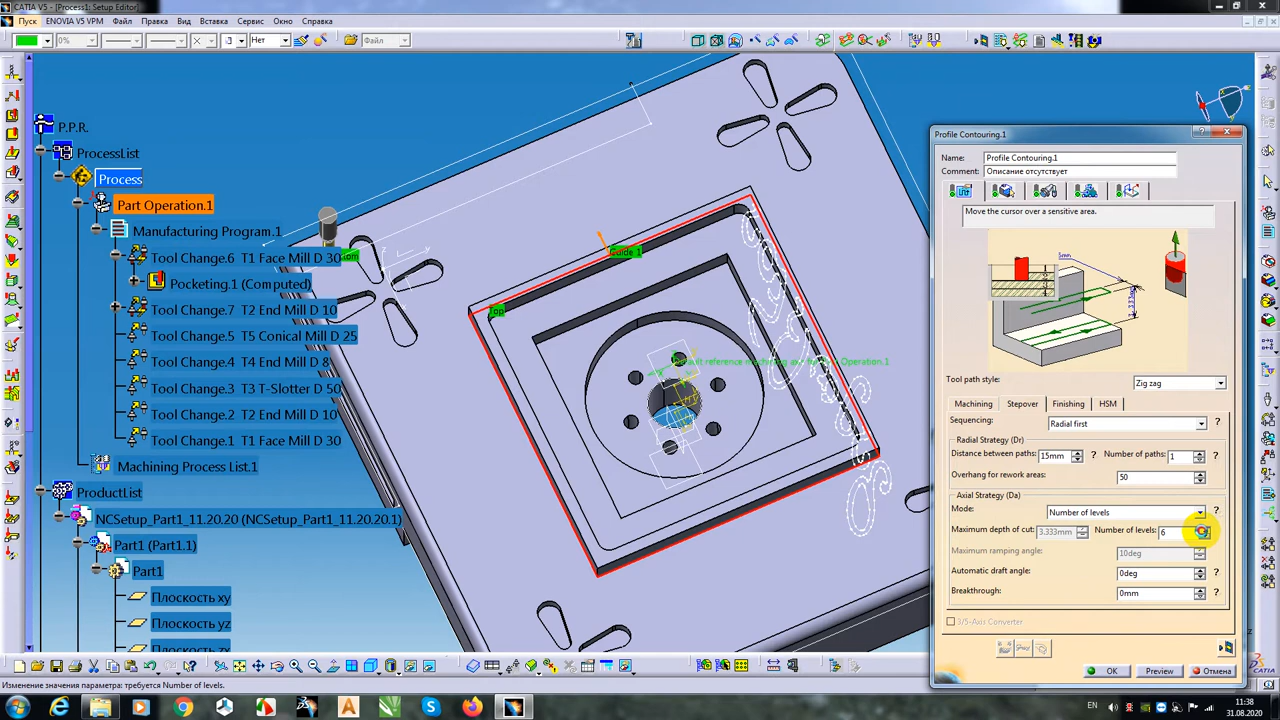 CATIA V5 - [Process1: Setup Editor]
Пуск ENOVIA V5 VPM Файл Правка Вид Вставка Сервис Окно Справка
0% Нет Файл
P.P.R.
ProcessList
Process
Part Operation.1
Manufacturing Program.1
Tool Change.6 T1 Face Mill D 30
Pocketing.1 (Computed)
Tool Change.7 T2 End Mill D 10
Tool Change.5 T5 Conical Mill D 25
Tool Change.4 T4 End Mill D 8
Tool Change.3 T3 T-Slotter D 50
Tool Change.2 T2 End Mill D 10
Tool Change.1 T1 Face Mill D 30
Machining Process List.1
ProductList
NCSetup_Part1_11.20.20 (NCSetup_Part1_11.20.20.1)
Part1 (Part1.1)
Part1
Плоскость xy
Плоскость yz
Guide 1
Top
Profile Contouring.1
Name: Profile Contouring.1
Comment: Описание отсутствует
Move the cursor over a sensitive area.
Tool path style: Zig zag
Machining Stepover Finishing HSM
Sequencing: Radial first ?
Radial Strategy (Dr)
Distance between paths: 15mm ? Number of paths: 1 ?
Overhang for rework areas: 50
Axial Strategy (Da)
Mode: Number of levels ?
Maximum depth of cut: 3.333mm Number of levels: 6
Maximum ramping angle: 10deg
Automatic draft angle: 0deg ?
Breakthrough: 0mm ?
3/5-Axis Converter
OK Preview Отмена
Изменение значения параметра: требуется Number of levels.
EN 11:38
31.08.2020